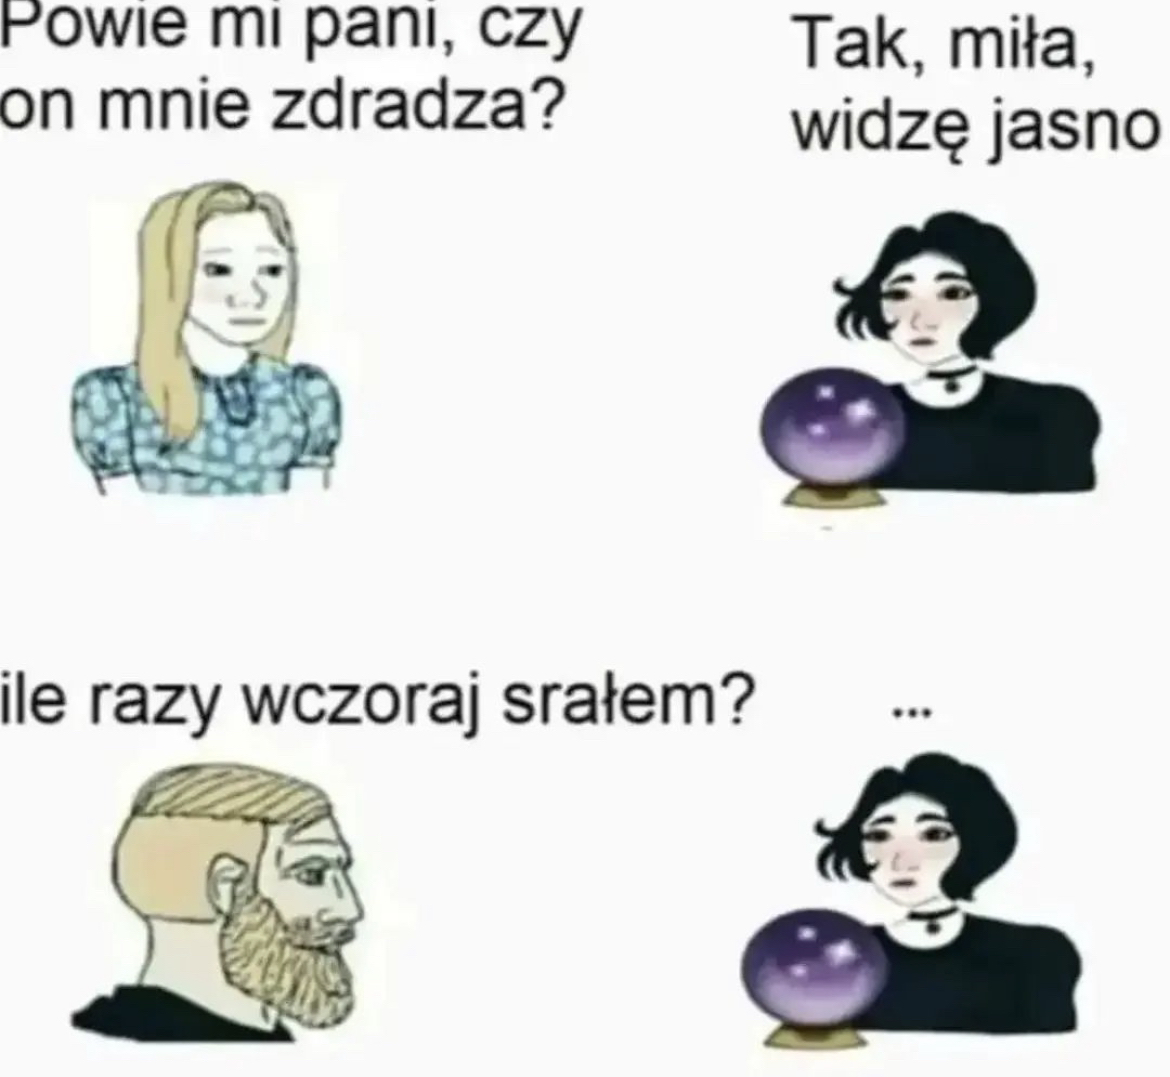 Powie mi pani, czy
on mnie zdradza?
Tak, miła,
widzę jasno
ile razy wczoraj srałem?
...